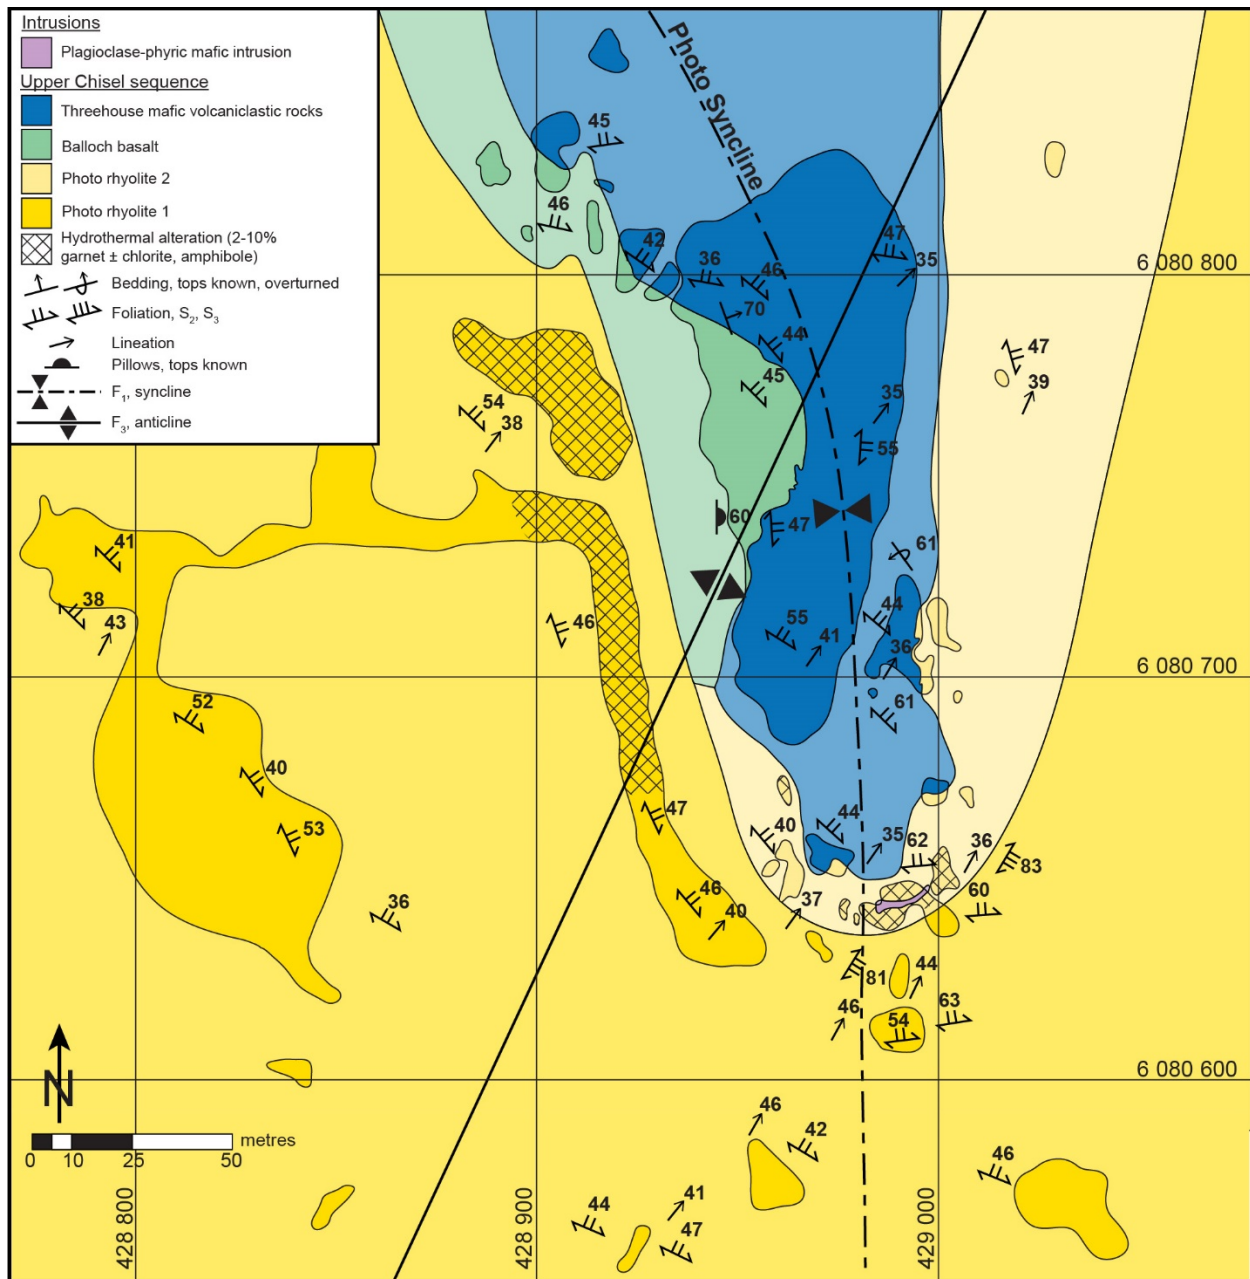 Intrusions
Plagioclase-phyric mafic intrusion
Upper Chisel sequence
Threehouse mafic volcaniclastic rocks
Balloch basalt
Photo rhyolite 2
Photo rhyolite 1
Hydrothermal alteration (2-10%
garnet ± chlorite, amphibole)
Bedding, tops known, overturned
Foliation, S2, S3
Lineation
Pillows, tops known
F1, syncline
F3, anticline
Photo Syncline
45
46
42
36
46
47
35
6 080 800
70
44
45
47
39
35
55
54
38
60
47
61
41
38
43
46
55
41
44
36
6 080 700
61
52
40
53
47
40
44
35
62
36
83
46
40
37
60
36
81
44
46
63
54
6 080 600
46
42
46
44
41
47
428 800
428 900
429 000
N
metres
0 10 25 50